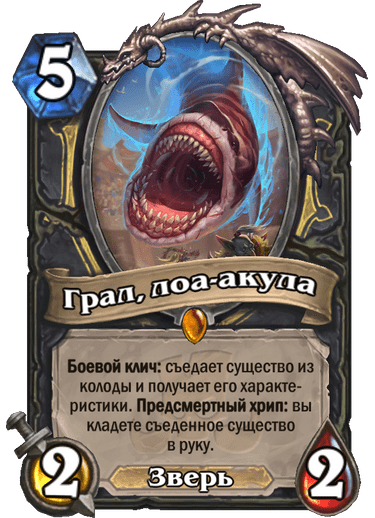 5
Грал, лоа-акула
Боевой клич: съедает существо из
колоды и получает его характе-
ристики. Предсмертный хрип: вы
кладете съеденное существо
в руку.
2
Зверь
2